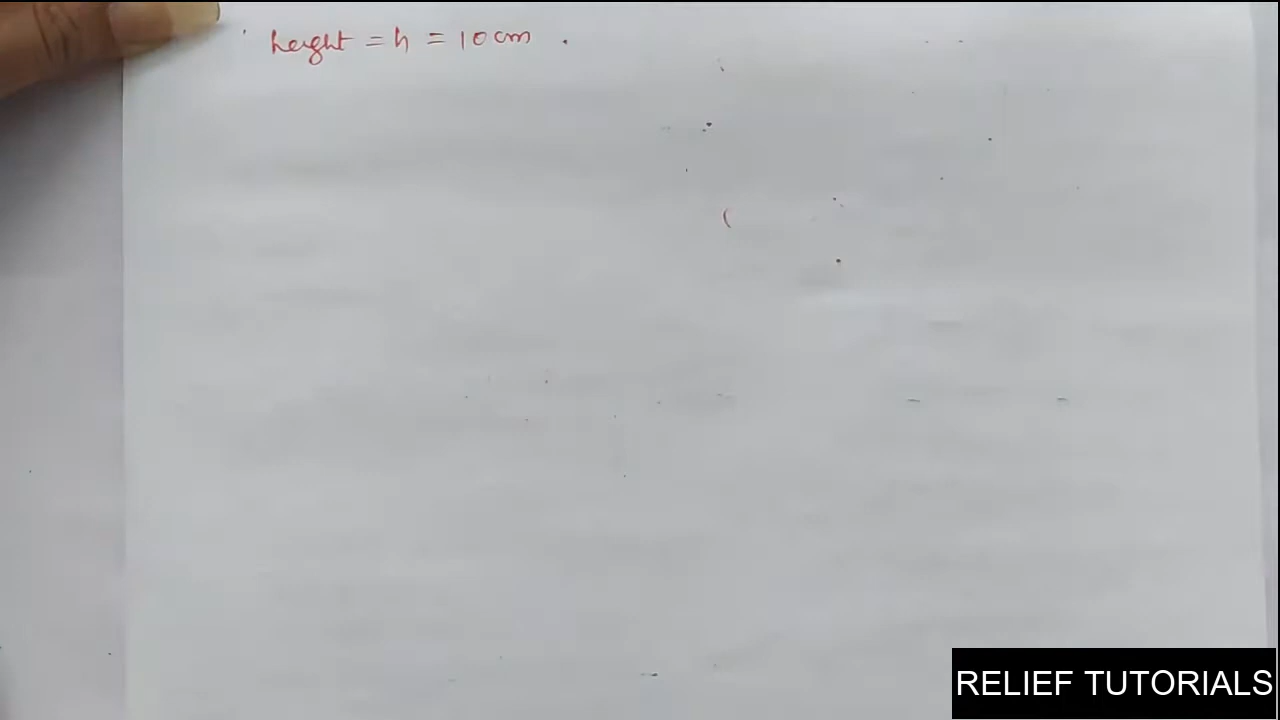 height = h = 10 cm .
RELIEF TUTORIALS